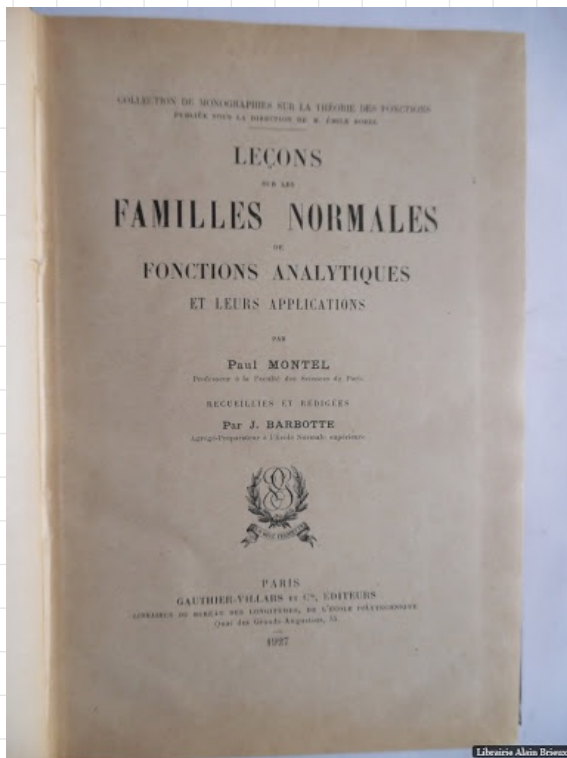 COLLECTION DE MONOGRAPHIES SUR LA THÉORIE DES FONCTIONS
PUBLIÉE SOUS LA DIRECTION DE M. ÉMILE BOREL
LEÇONS
SUR LES
FAMILLES NORMALES
DE
FONCTIONS ANALYTIQUES
ET LEURS APPLICATIONS
PAR
Paul MONTEL
Professeur à la Faculté des Sciences de Paris
RECUEILLIES ET RÉDIGÉES
Par J. BARBOTTE
Agrégé-Préparateur à l'École Normale supérieure
PARIS
GAUTHIER-VILLARS ET Cie, ÉDITEURS
LIBRAIRES DU BUREAU DES LONGITUDES, DE L'ÉCOLE POLYTECHNIQUE
Quai des Grands-Augustins, 55
1927
Librairie Alain Brieux